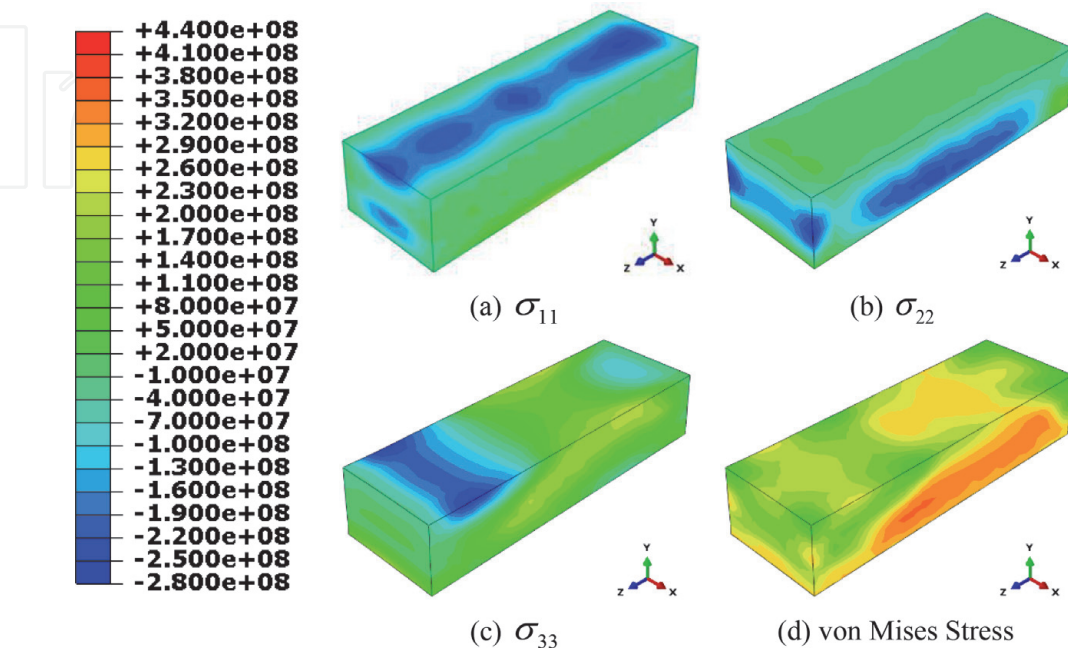 +4.400e+08
+4.100e+08
+3.800e+08
+3.500e+08
+3.200e+08
+2.900e+08
+2.600e+08
+2.300e+08
+2.000e+08
+1.700e+08
+1.400e+08
+1.100e+08
+8.000e+07
+5.000e+07
+2.000e+07
-1.000e+07
-4.000e+07
-7.000e+07
-1.000e+08
-1.300e+08
-1.600e+08
-1.900e+08
-2.200e+08
-2.500e+08
-2.800e+08
Y
Z X
(a) σ₁₁
Y
Z X
(b) σ₂₂
Y
Z X
(c) σ₃₃
Y
Z X
(d) von Mises Stress